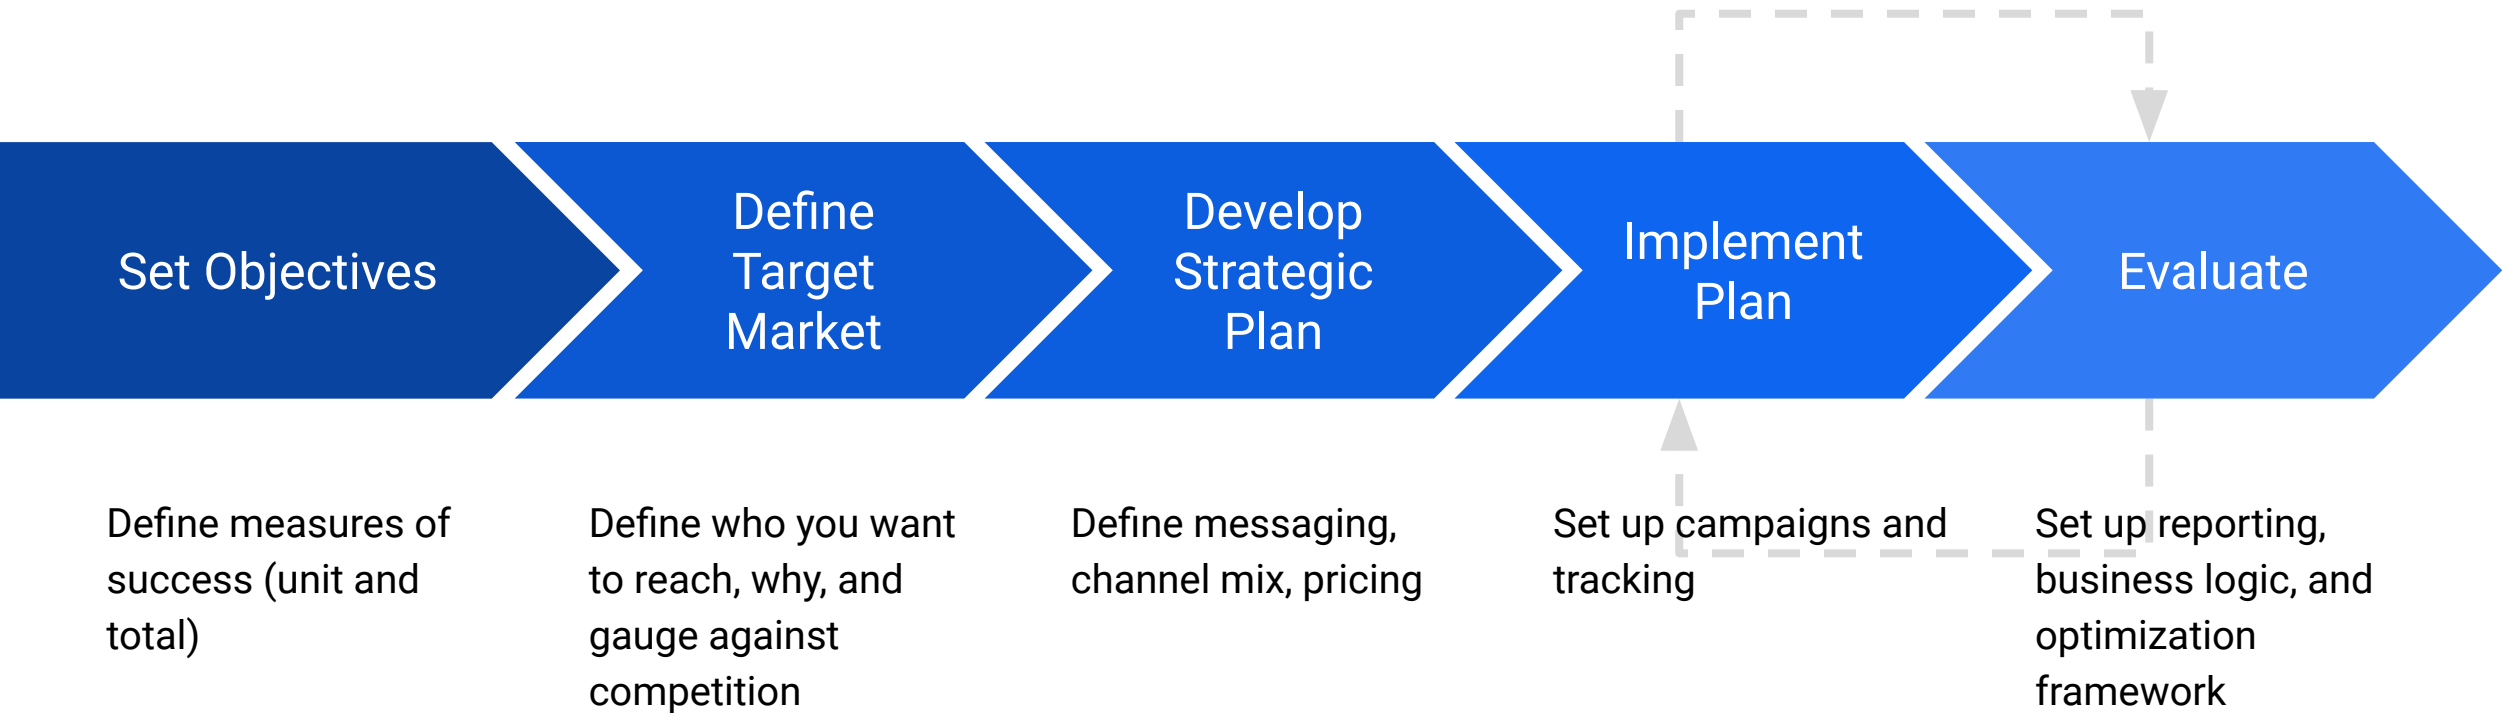 Set Objectives
Define
Target
Market
Develop
Strategic
Plan
Implement
Plan
Evaluate
Define measures of
success (unit and
total)
Define who you want
to reach, why, and
gauge against
competition
Define messaging,
channel mix, pricing
Set up campaigns and
tracking
Set up reporting,
business logic, and
optimization
framework